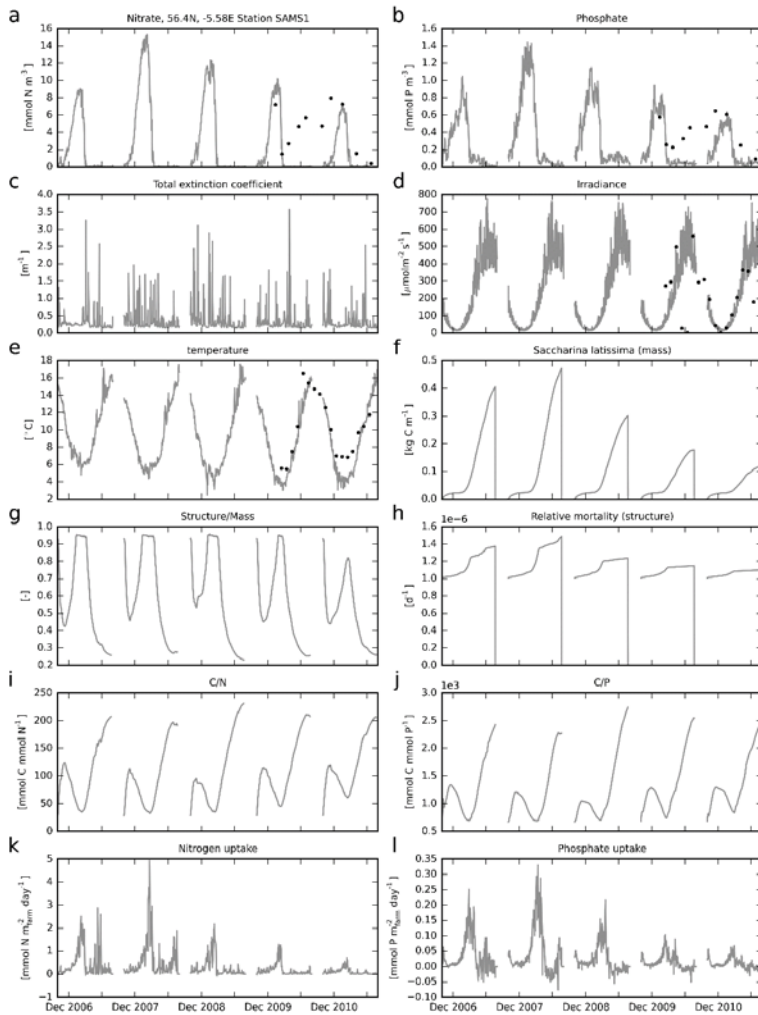 a
Nitrate, 56.4N, -5.58E Station SAMS1
[mmol N m⁻³]
16
14
12
10
8
6
4
2
0
b
Phosphate
[mmol P m⁻³]
1.6
1.4
1.2
1.0
0.8
0.6
0.4
0.2
0.0
c
Total extinction coefficient
[m⁻¹]
4.0
3.5
3.0
2.5
2.0
1.5
1.0
0.5
0.0
d
Irradiance
[μmolm⁻² s⁻¹]
800
700
600
500
400
300
200
100
0
e
temperature
[°C]
18
16
14
12
10
8
6
4
2
f
Saccharina latissima (mass)
[kg C m⁻¹]
0.5
0.4
0.3
0.2
0.1
0.0
g
Structure/Mass
[-]
1.0
0.9
0.8
0.7
0.6
0.5
0.4
0.3
0.2
h
Relative mortality (structure)
1e−6
[d⁻¹]
1.6
1.4
1.2
1.0
0.8
0.6
0.4
0.2
0.0
i
C/N
[mmol C mmol N⁻¹]
250
200
150
100
50
0
j
C/P
1e3
[mmol C mmol P⁻¹]
3.0
2.5
2.0
1.5
1.0
0.5
k
Nitrogen uptake
[mmol N m⁻²farm day⁻¹]
5
4
3
2
1
0
−1
Dec 2006 Dec 2007 Dec 2008 Dec 2009 Dec 2010
l
Phosphate uptake
[mmol P m⁻²farm day⁻¹]
0.35
0.30
0.25
0.20
0.15
0.10
0.05
0.00
−0.05
−0.10
Dec 2006 Dec 2007 Dec 2008 Dec 2009 Dec 2010